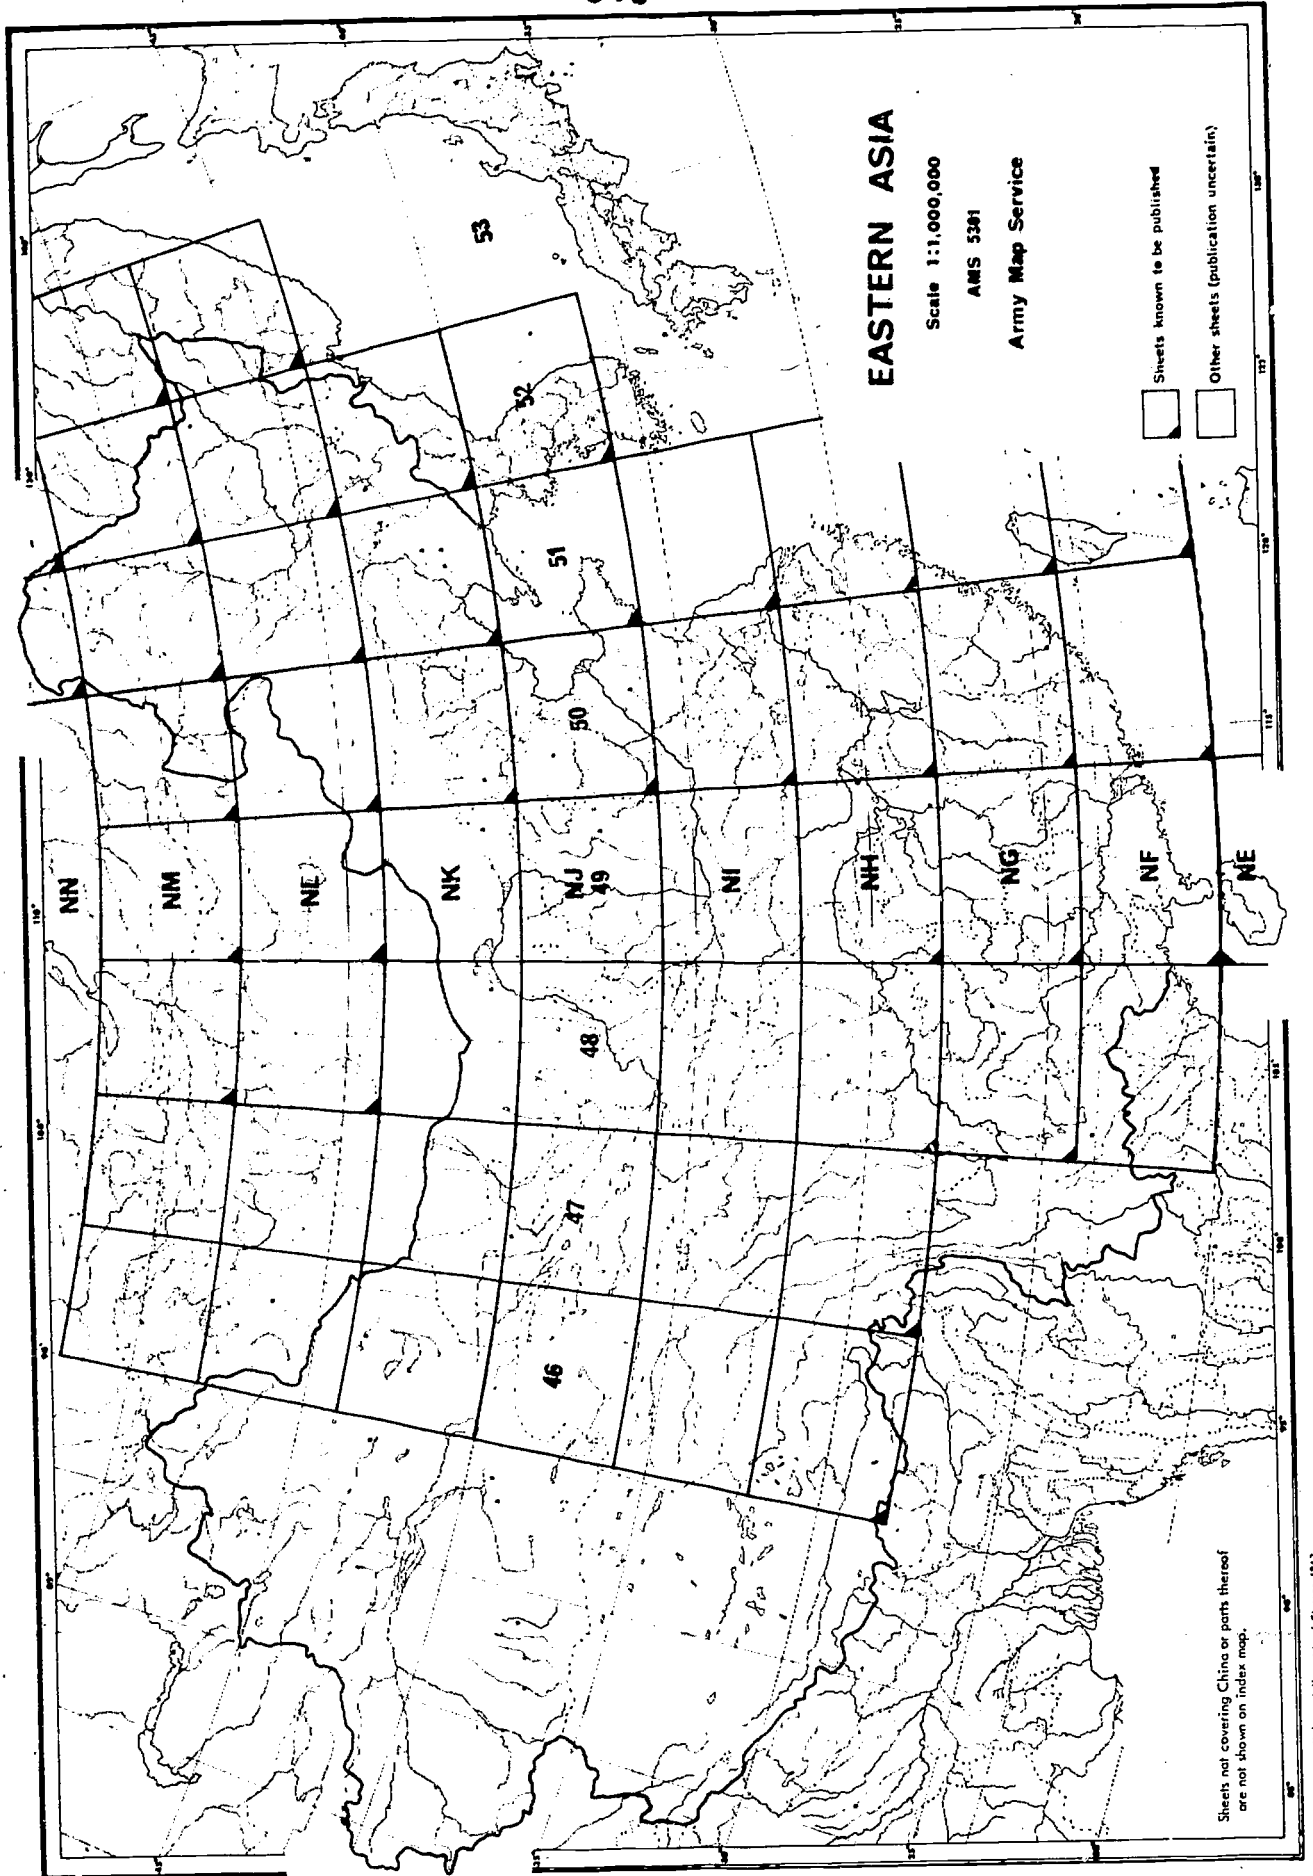 EASTERN ASIA
Scale 1:1,000,000
AMS 5301
Army Map Service
Sheets known to be published
Other sheets (publication uncertain)
Sheets not covering China or parts thereof
are not shown on index map.
NN
NM
NL
NK
NJ
NI
NH
NG
NF
NE
46
47
48
49
50
51
52
53